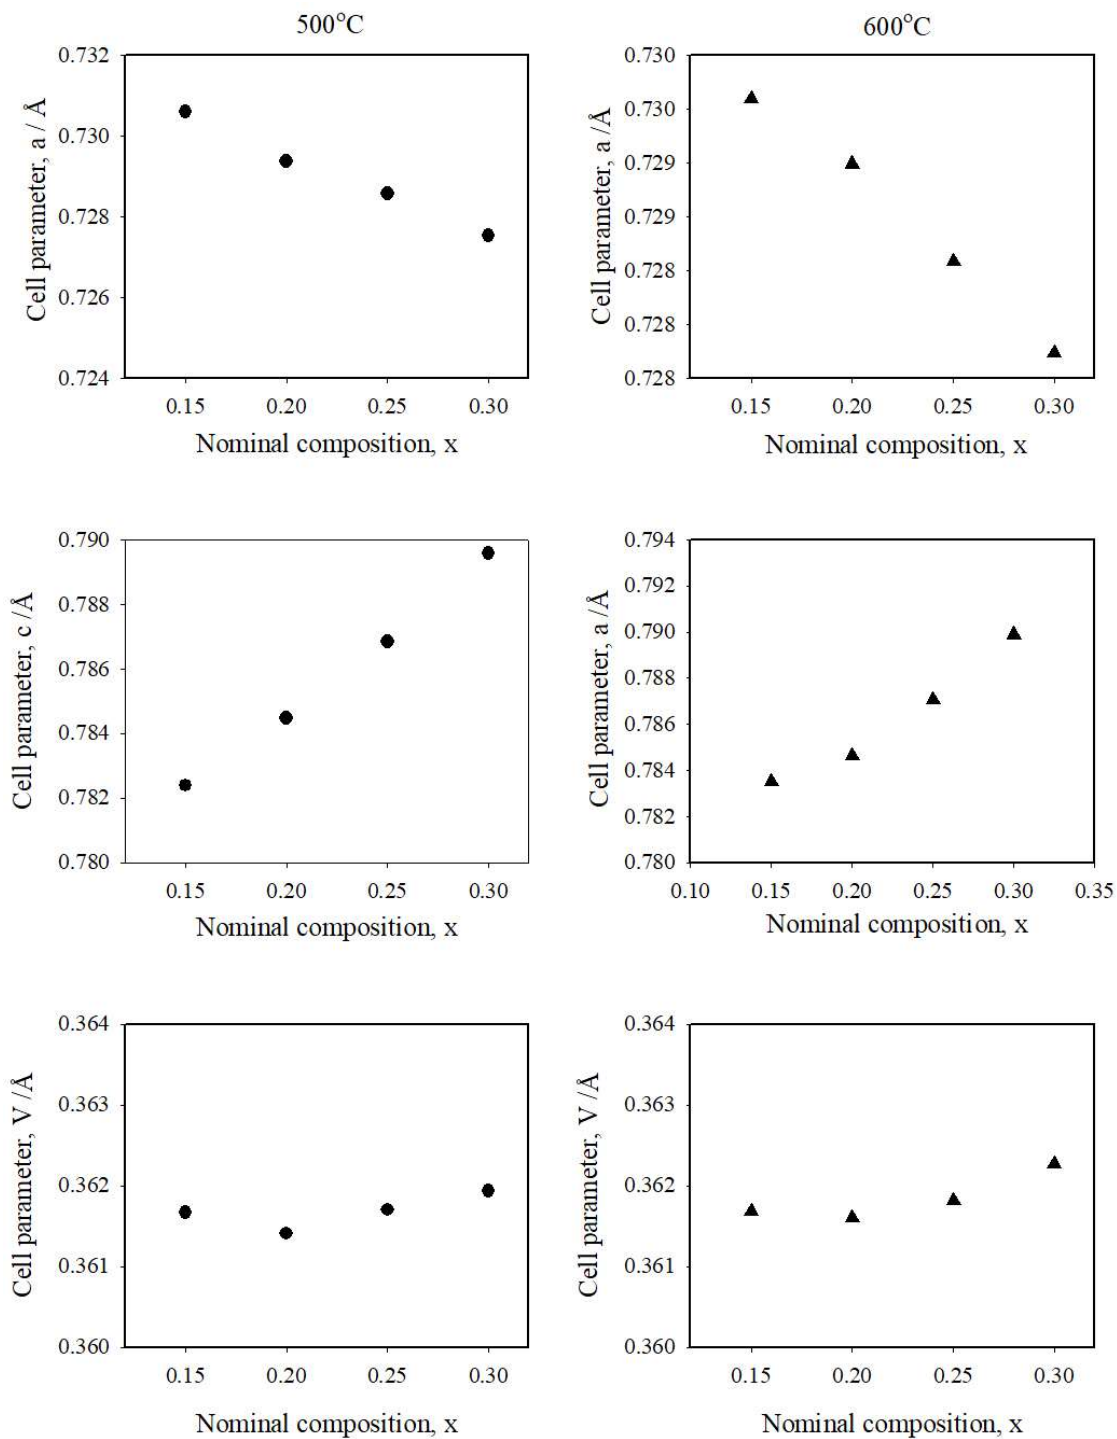 500°C
600°C
0.732
0.730
0.728
0.726
0.724
Cell parameter, a / Å
0.15 0.20 0.25 0.30
Nominal composition, x
0.730
0.730
0.729
0.729
0.728
0.728
0.728
Cell parameter, a /Å
0.15 0.20 0.25 0.30
Nominal composition, x
0.790
0.788
0.786
0.784
0.782
0.780
Cell parameter, c /Å
0.15 0.20 0.25 0.30
Nominal composition, x
0.794
0.792
0.790
0.788
0.786
0.784
0.782
0.780
Cell parameter, a /Å
0.10 0.15 0.20 0.25 0.30 0.35
Nominal composition, x
0.364
0.363
0.362
0.361
0.360
Cell parameter, V /Å
0.15 0.20 0.25 0.30
Nominal composition, x
0.364
0.363
0.362
0.361
0.360
Cell parameter, V /Å
0.15 0.20 0.25 0.30
Nominal composition, x